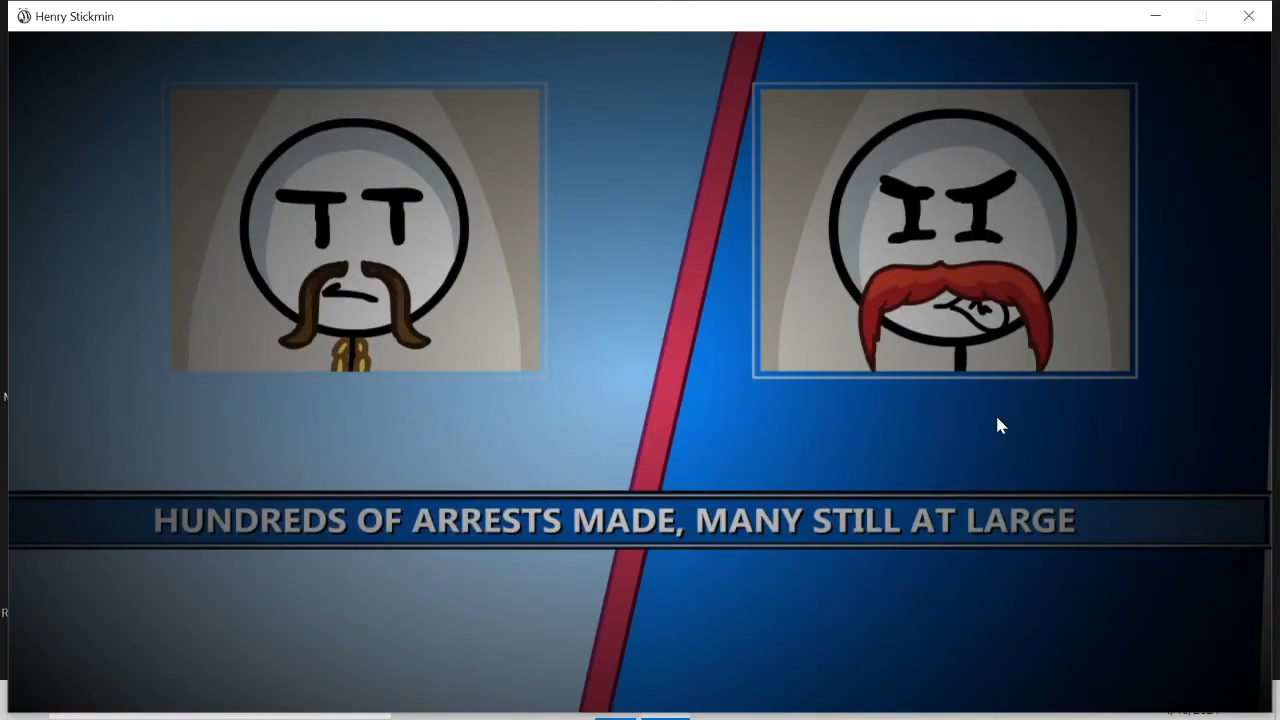 Henry Stickmin
HUNDREDS OF ARRESTS MADE, MANY STILL AT LARGE